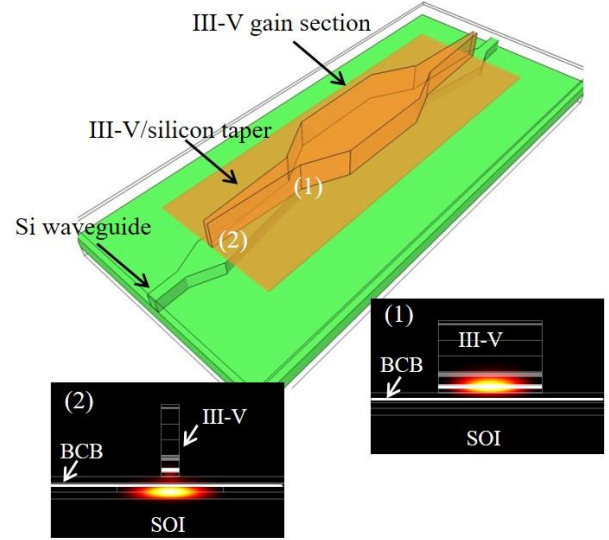 III-V gain section
III-V/silicon taper
(1)
Si waveguide
(2)
(1)
III-V
BCB
SOI
(2)
III-V
BCB
SOI